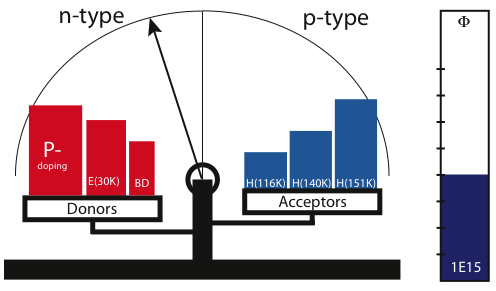 n-type
p-type
Φ
P-
doping
E(30K)
BD
H(116K)
H(140K)
H(151K)
Donors
Acceptors
1E15